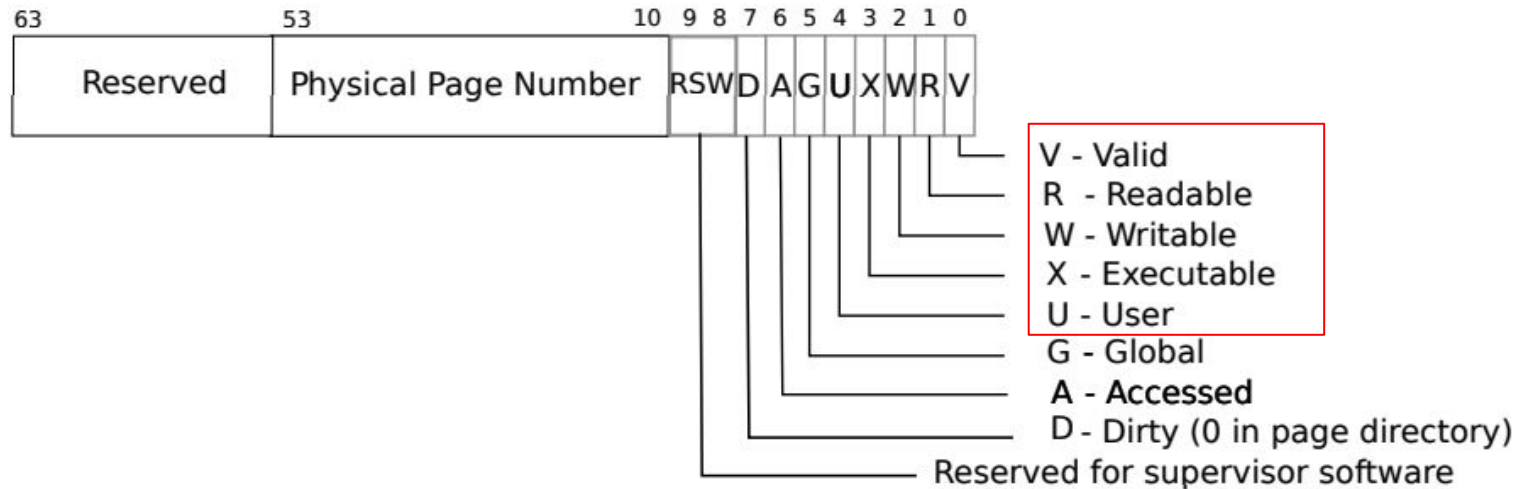 63 53 10 9 8 7 6 5 4 3 2 1 0
Reserved Physical Page Number RSW D A G U X W R V
V - Valid
R - Readable
W - Writable
X - Executable
U - User
G - Global
A - Accessed
D - Dirty (0 in page directory)
Reserved for supervisor software